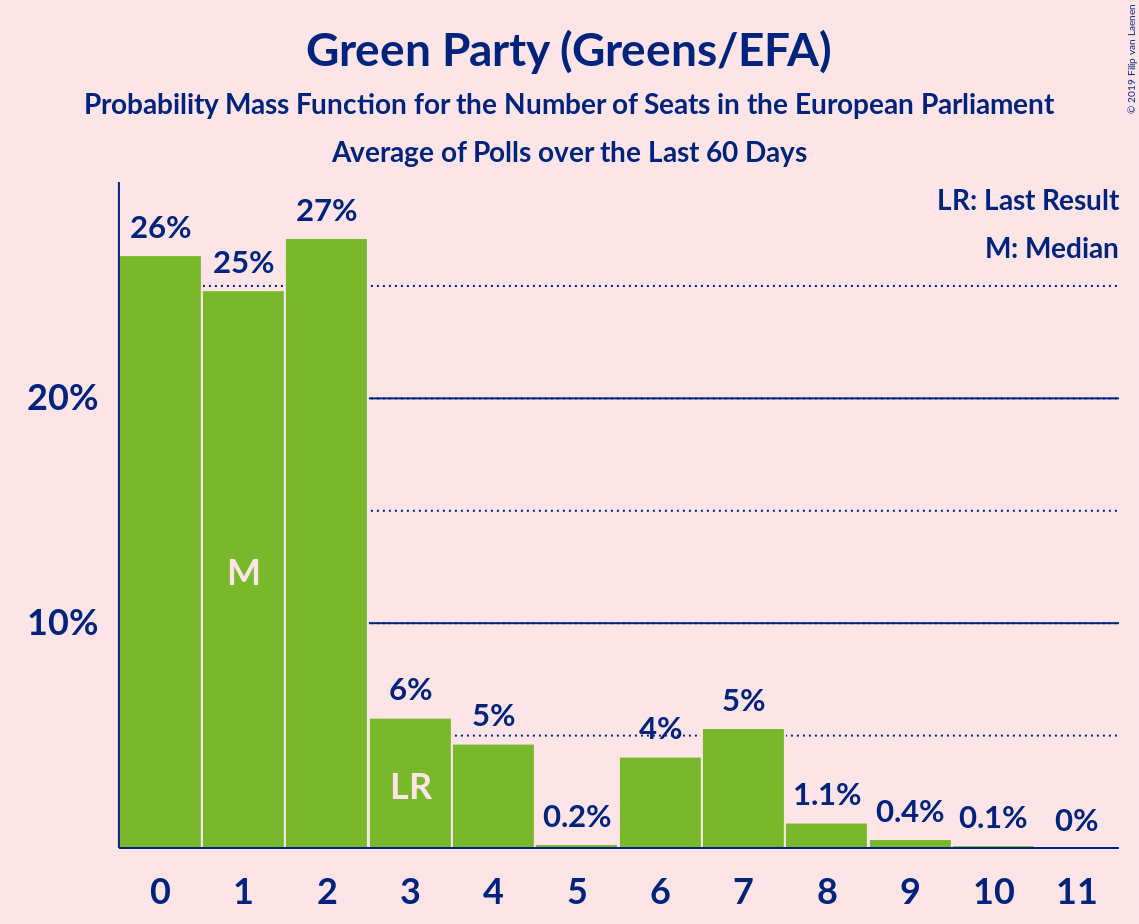 Green Party (Greens/EFA)
Probability Mass Function for the Number of Seats in the European Parliament
Average of Polls over the Last 60 Days
© 2019 Filip van Laenen
LR: Last Result
M: Median
26%
25%
27%
6%
5%
0.2%
4%
5%
1.1%
0.4%
0.1%
0%
20%
10%
M
LR
0 1 2 3 4 5 6 7 8 9 10 11